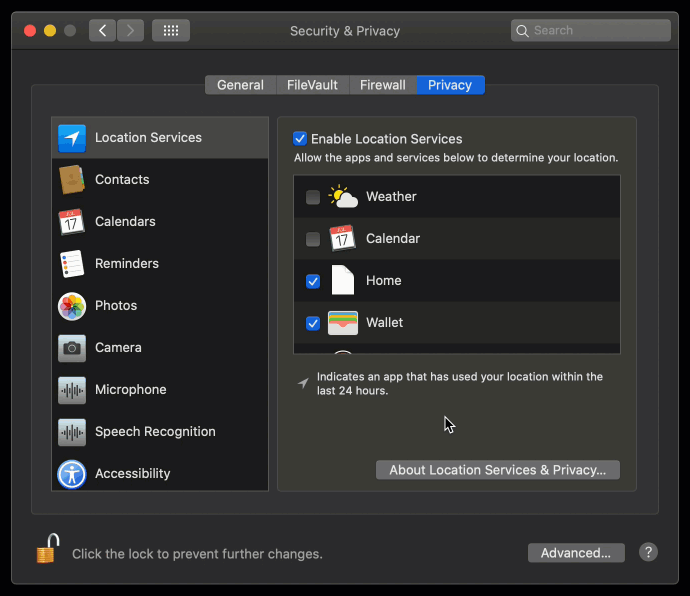 Security & Privacy
Search
General
FileVault
Firewall
Privacy
Location Services
Contacts
Calendars
Reminders
Photos
Camera
Microphone
Speech Recognition
Accessibility
Enable Location Services
Allow the apps and services below to determine your location.
Weather
17
Calendar
Home
Wallet
Indicates an app that has used your location within the
last 24 hours.
About Location Services & Privacy...
17
Click the lock to prevent further changes.
Advanced...
?